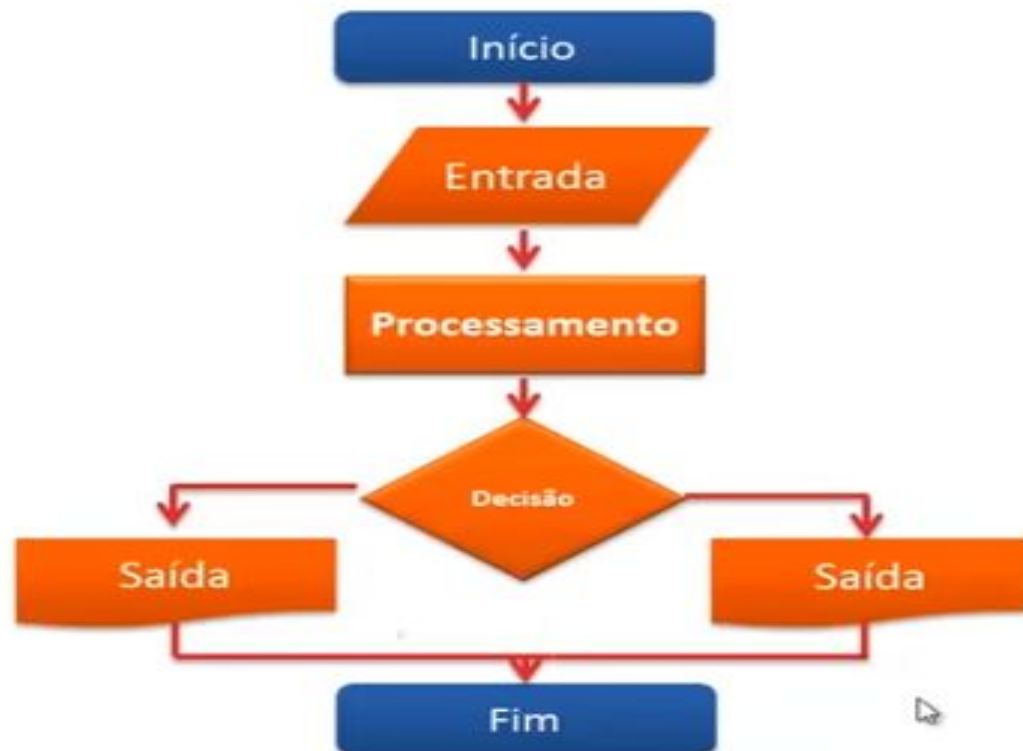 Início
Entrada
Processamento
Decisão
Saída
Saída
Fim